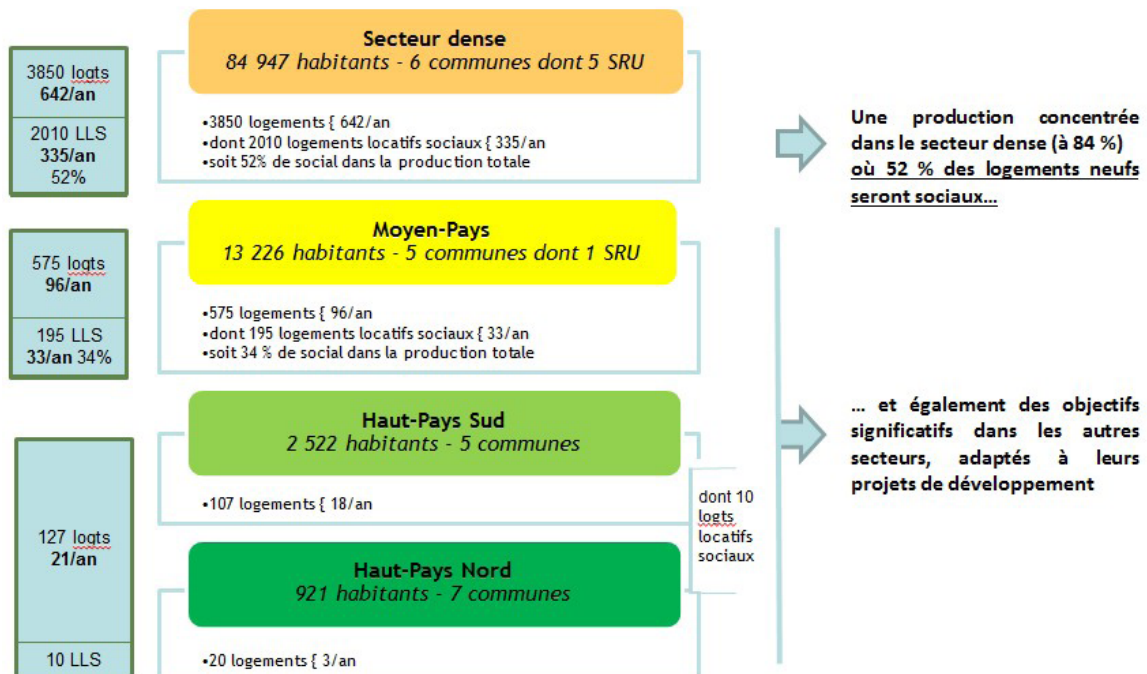 3850 logts
642/an
2010 LLS
335/an
52%
Secteur dense
84 947 habitants - 6 communes dont 5 SRU
•3850 logements { 642/an
•dont 2010 logements locatifs sociaux { 335/an
•soit 52% de social dans la production totale
Une production concentrée
dans le secteur dense (à 84 %)
où 52 % des logements neufs
seront sociaux…
575 logts
96/an
195 LLS
33/an 34%
Moyen-Pays
13 226 habitants - 5 communes dont 1 SRU
•575 logements { 96/an
•dont 195 logements locatifs sociaux { 33/an
•soit 34 % de social dans la production totale
127 logts
21/an
10 LLS
Haut-Pays Sud
2 522 habitants - 5 communes
•107 logements { 18/an
Haut-Pays Nord
921 habitants - 7 communes
•20 logements { 3/an
dont 10
logts
locatifs
sociaux
… et également des objectifs
significatifs dans les autres
secteurs, adaptés à leurs
projets de développement